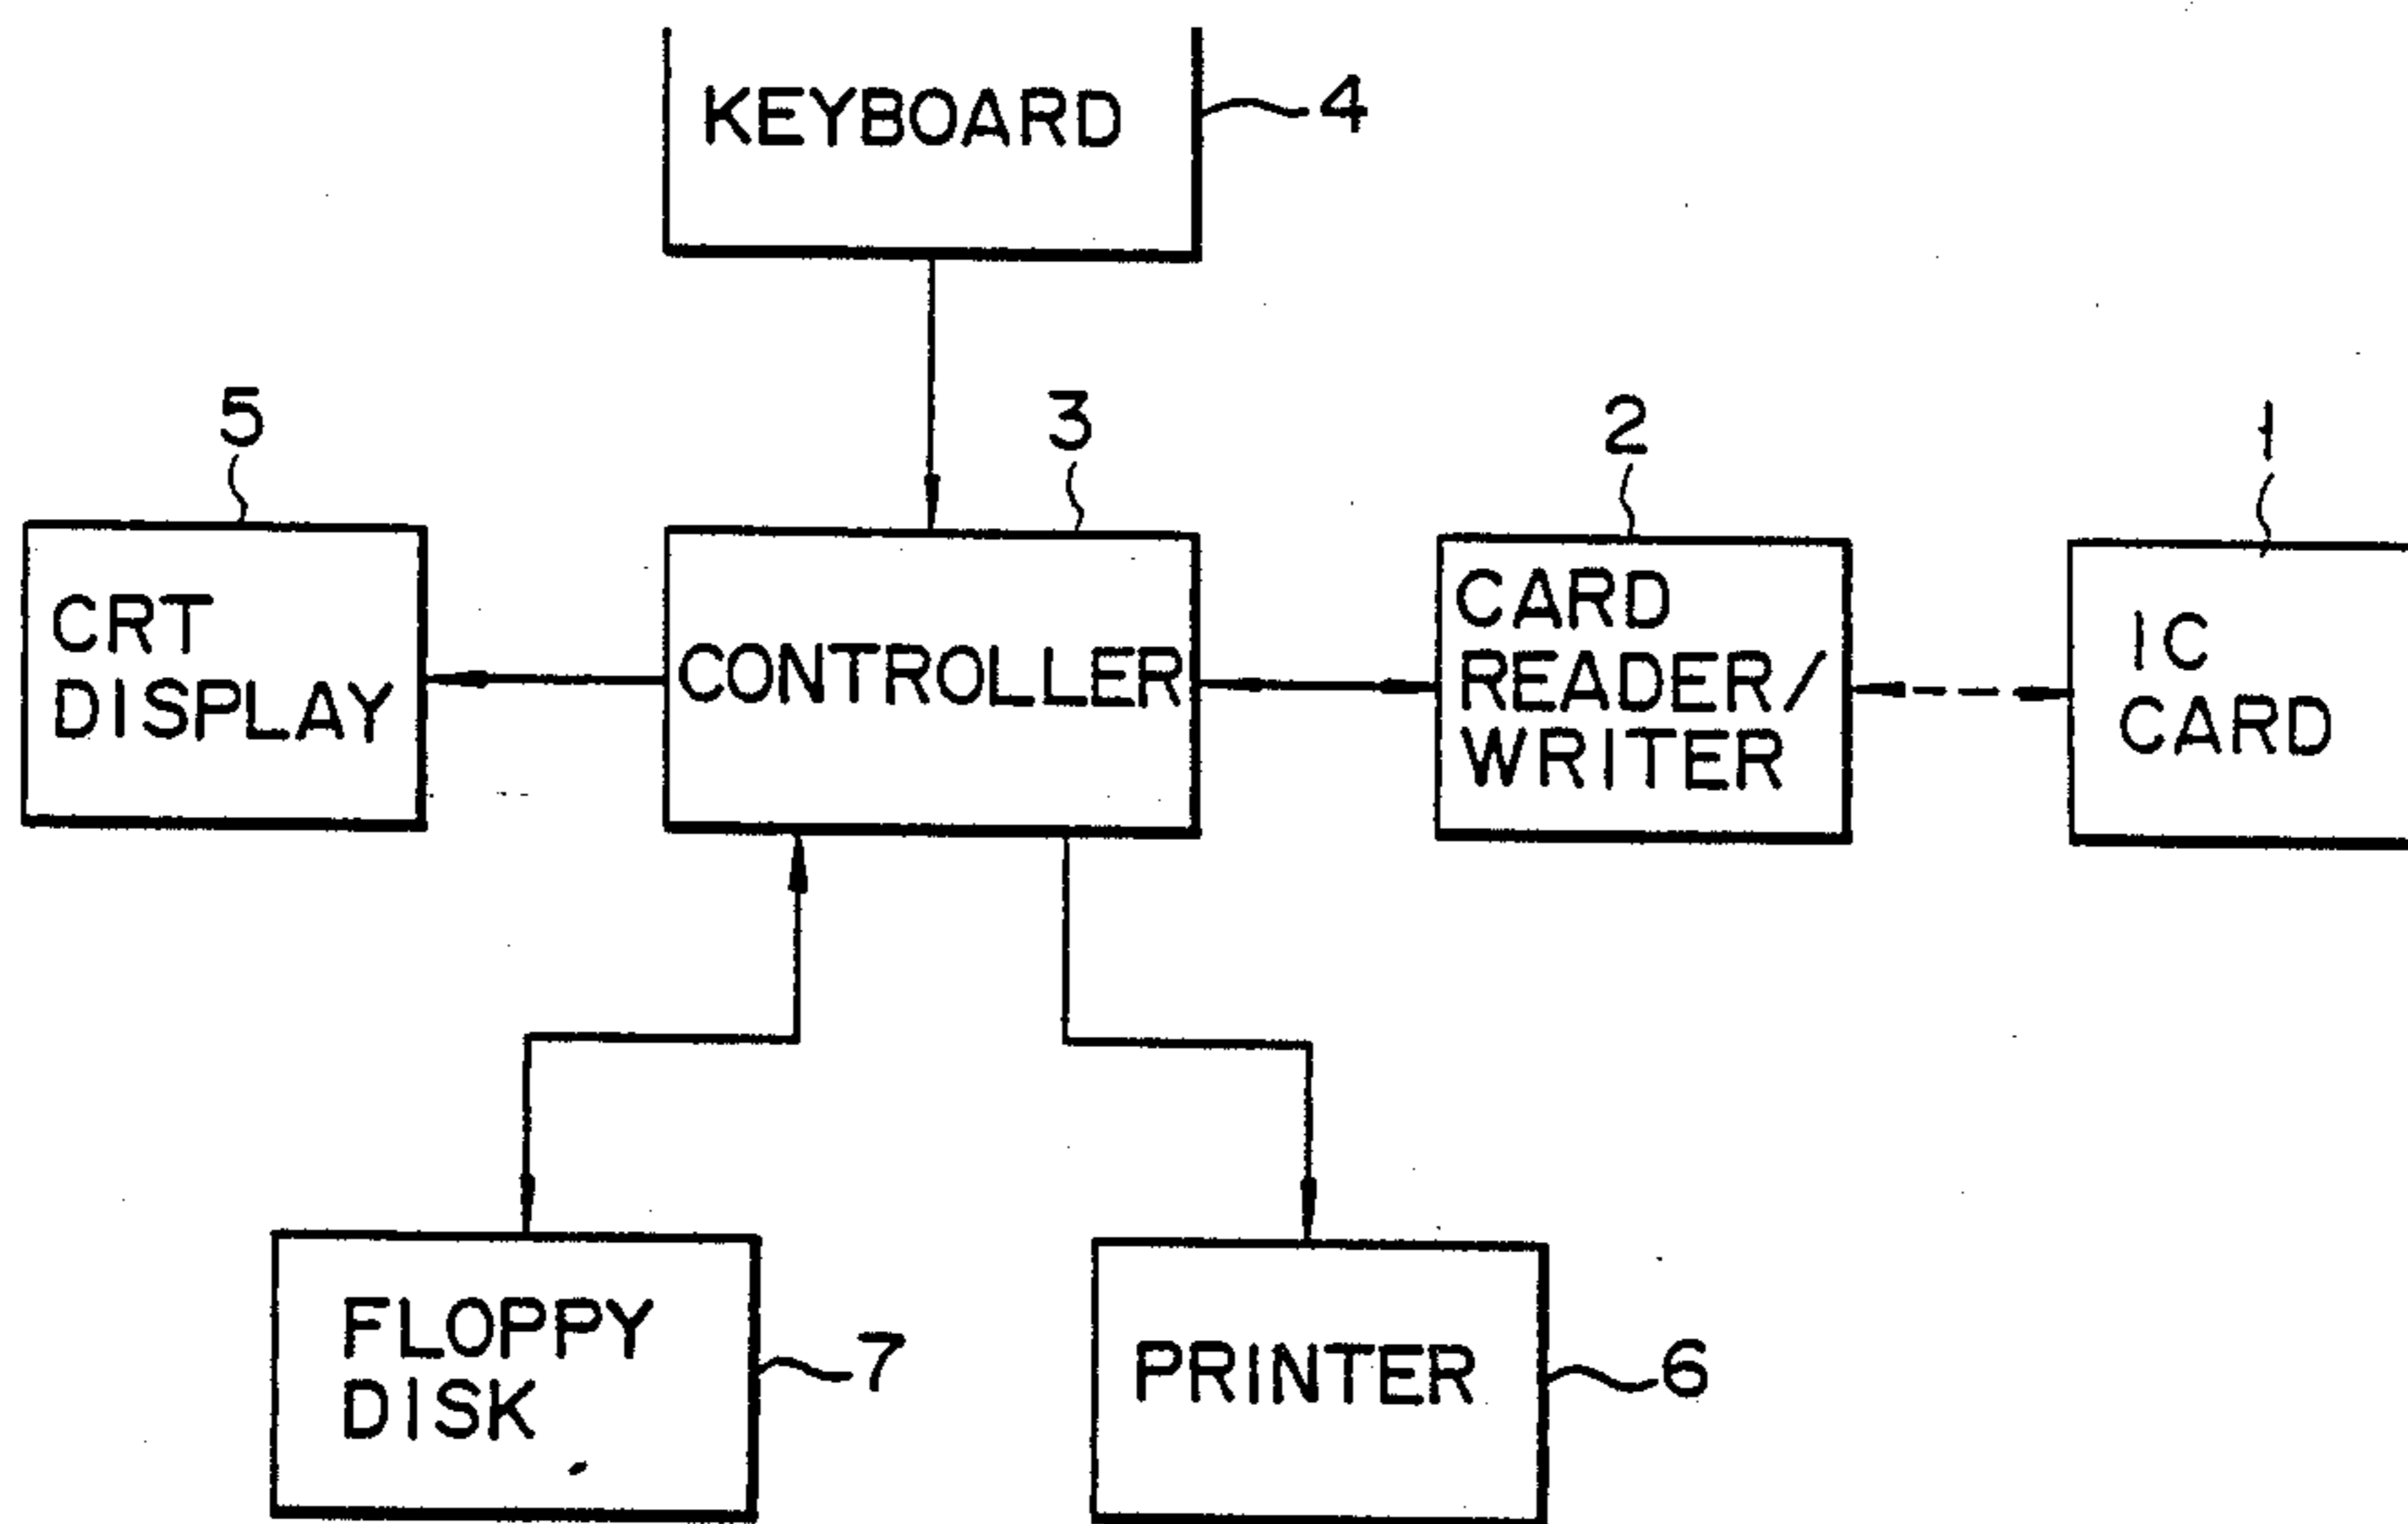 KEYBOARD
4
5
3
2
1
CRT
DISPLAY
CONTROLLER
CARD
READER/
WRITER
IC
CARD
FLOPPY
DISK
7
PRINTER
6